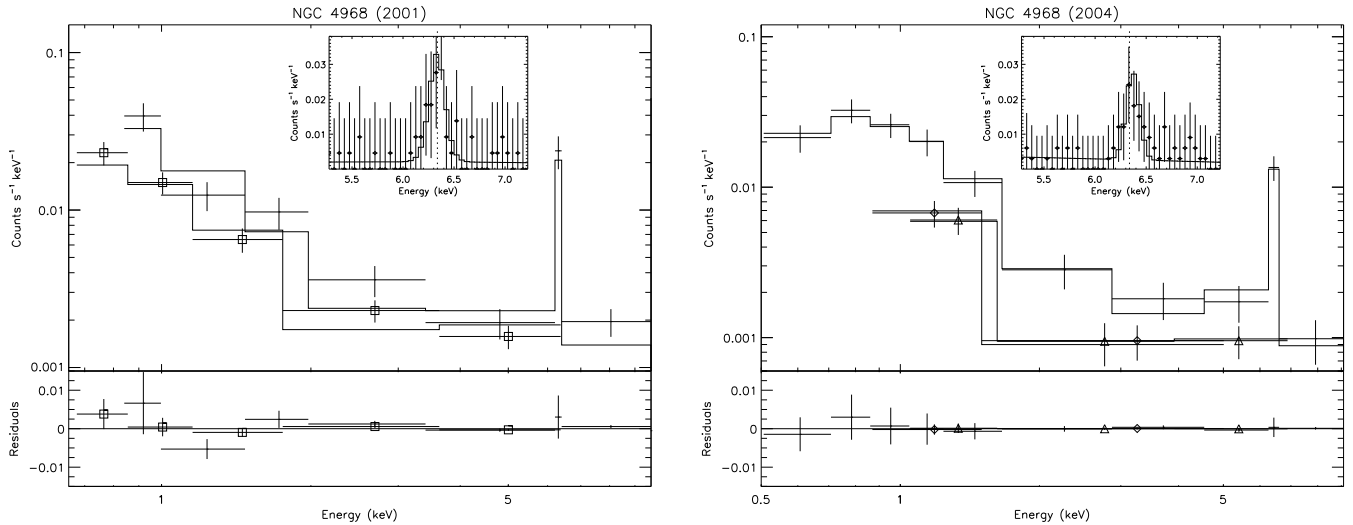 NGC 4968 (2001)
0.1
0.01
0.001
Counts s⁻¹ keV⁻¹
0.03
0.02
0.01
Counts s⁻¹ keV⁻¹
5.5 6.0 6.5 7.0
Energy (keV)
0.01
0
−0.01
Residuals
1 5
Energy (keV)
NGC 4968 (2004)
0.1
0.01
0.001
Counts s⁻¹ keV⁻¹
0.03
0.02
0.01
Counts s⁻¹ keV⁻¹
5.5 6.0 6.5 7.0
Energy (keV)
0.01
0
−0.01
Residuals
0.5 1 5
Energy (keV)